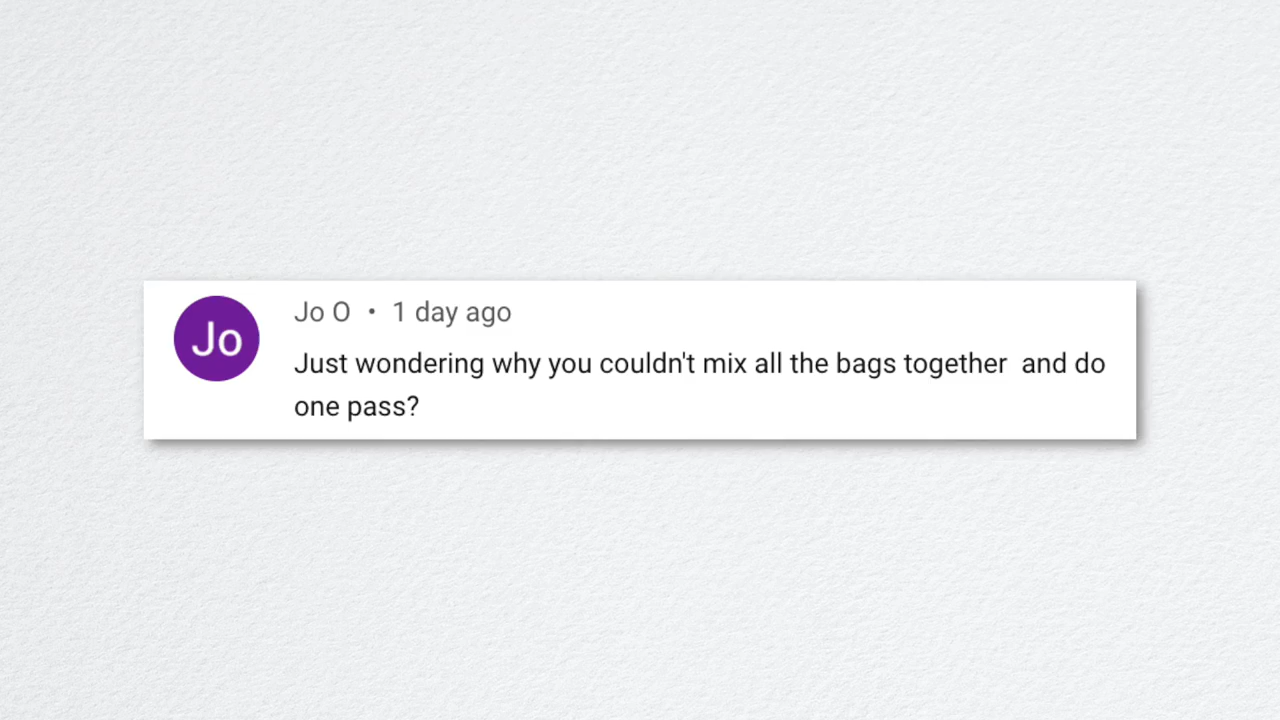 Jo
Jo O • 1 day ago
Just wondering why you couldn't mix all the bags together  and do
one pass?